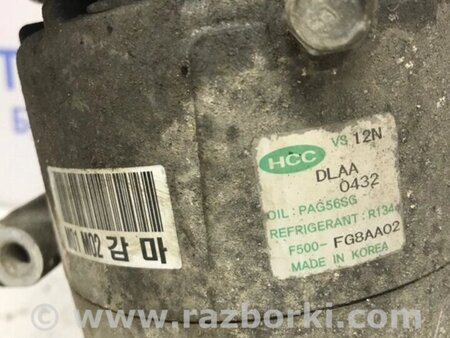 HCC VS 12N
DLAA
0432
OIL : PAG56SG
REFRIGERANT : R134a
F500- FG8AA02
MADE IN KOREA
M02 감마
www.razborki.com